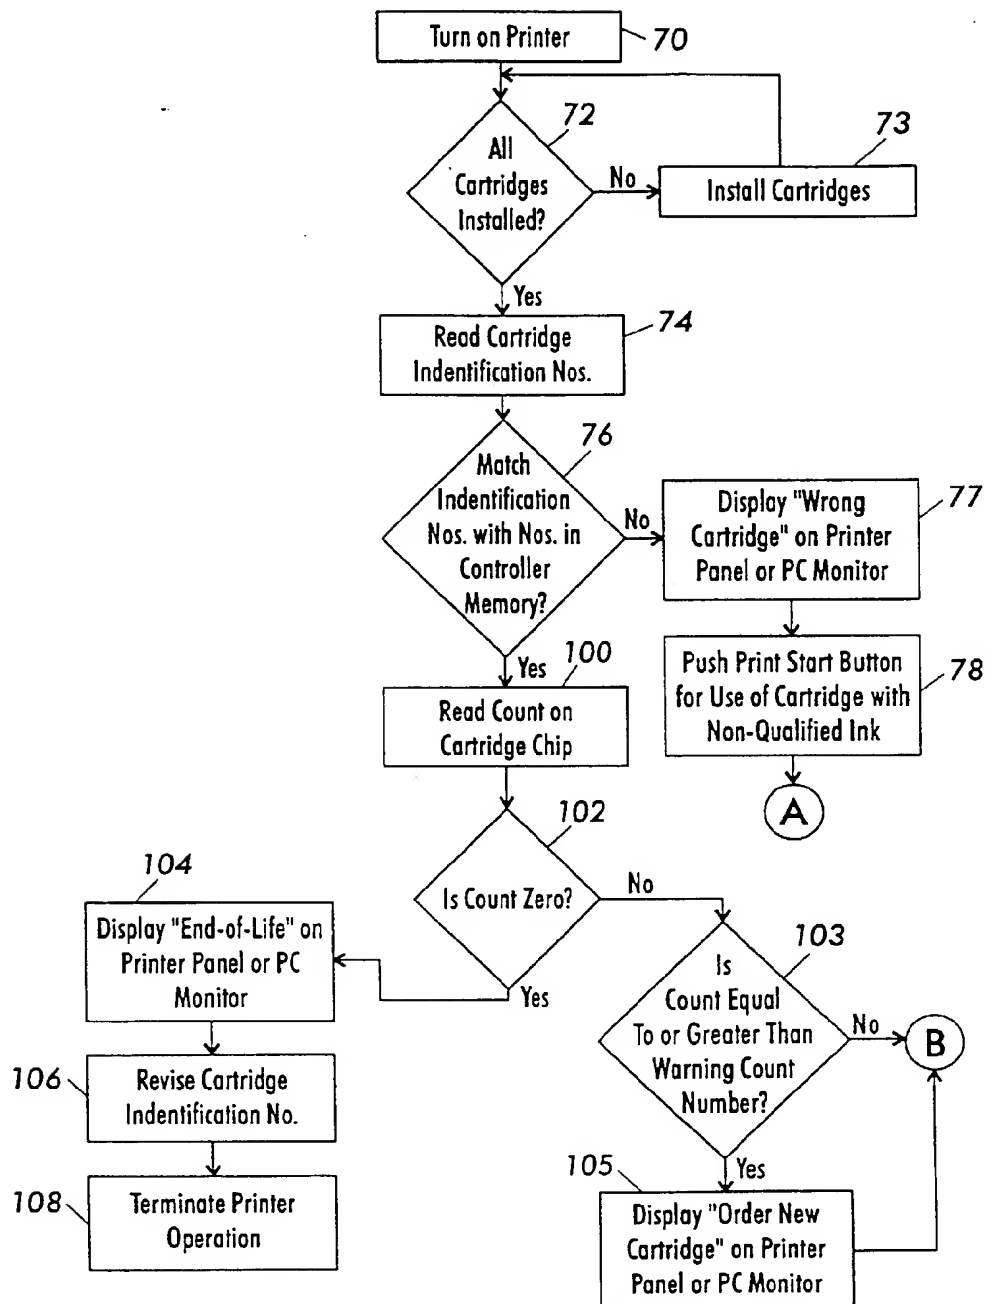 Turn on Printer
70
72
All
Cartridges
Installed?
No
73
Install Cartridges
Yes
74
Read Cartridge
Indentification Nos.
76
Match
Indentification
Nos. with Nos. in
Controller
Memory?
No
77
Display "Wrong
Cartridge" on Printer
Panel or PC Monitor
78
Push Print Start Button
for Use of Cartridge with
Non-Qualified Ink
A
Yes
100
Read Count on
Cartridge Chip
102
Is Count Zero?
No
Yes
104
Display "End-of-Life" on
Printer Panel or PC
Monitor
106
Revise Cartridge
Indentification No.
108
Terminate Printer
Operation
103
Is
Count Equal
To or Greater Than
Warning Count
Number?
No
B
Yes
105
Display "Order New
Cartridge" on Printer
Panel or PC Monitor